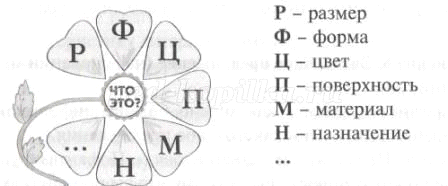 Ф
Р
Ц
ЧТО
ЭТО?
П
...
М
Н
Р – размер
Ф – форма
Ц – цвет
П – поверхность
М – материал
Н – назначение
...